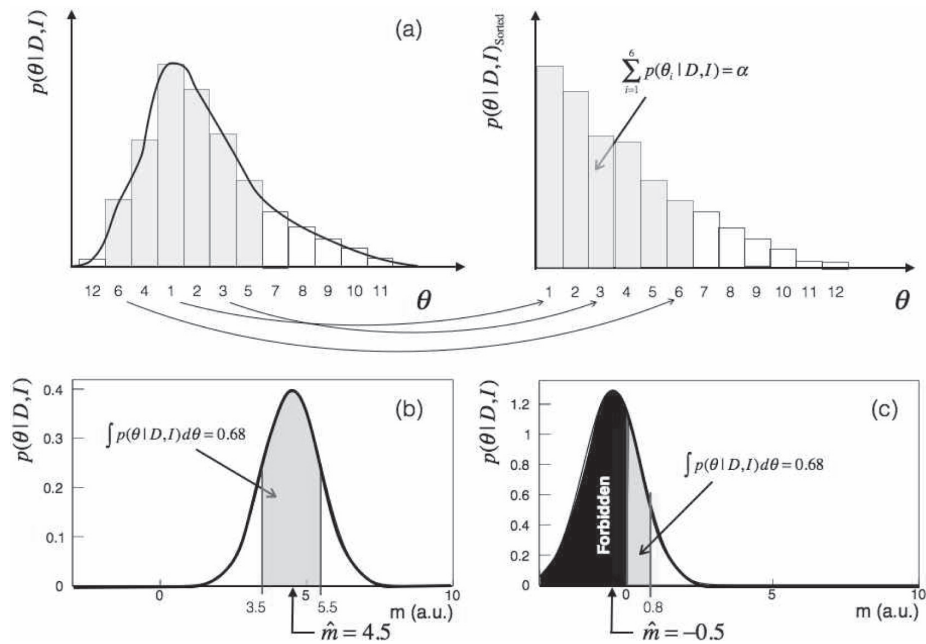 (a)
p(θ | D,I)
12 6 4 1 2 3 5 7 8 9 10 11 θ
p(θ | D,I)Sorted
∑ i=1 6 p(θi | D,I) = α
1 2 3 4 5 6 7 8 9 10 11 12 θ
(b)
p(θ | D,I)
0.4
0.3
0.2
0.1
0
∫ p(θ | D,I)dθ = 0.68
0 5 10
3.5 5.5 m (a.u.)
m̂ = 4.5
(c)
p(θ | D,I)
1.2
1.0
0.8
0.6
0.4
0.2
0
Forbidden
∫ p(θ | D,I)dθ = 0.68
0 5 10
0.8 m (a.u.)
m̂ = −0.5